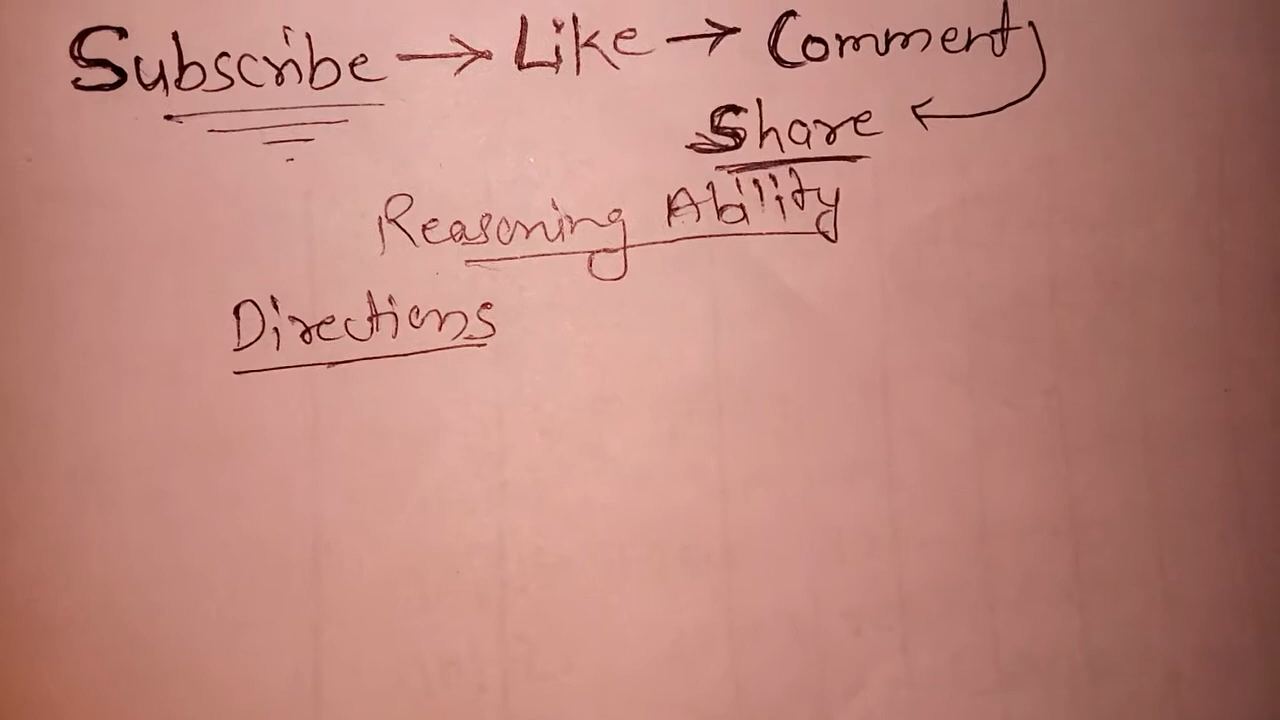 Subscribe → Like → Comment
Share
Reasoning Ability
Directions